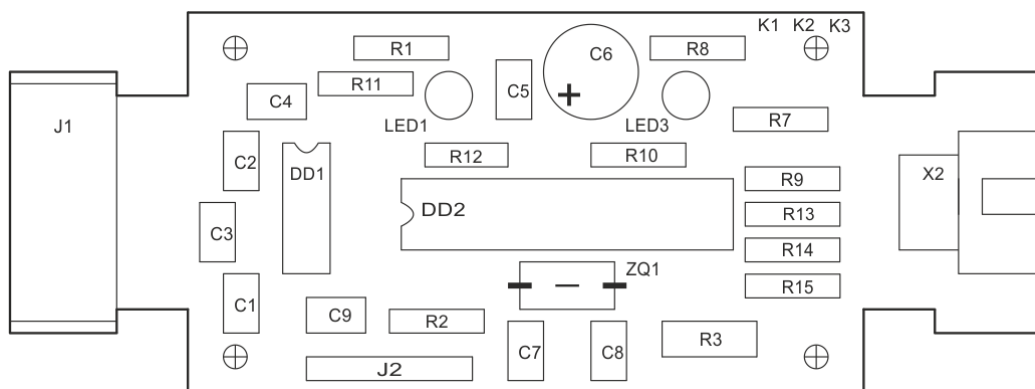 K1 K2 K3
R1
C6
R8
R11
C5
C4
J1
LED1
LED3
R7
C2
DD1
R12
R10
R9
X2
DD2
R13
C3
R14
ZQ1
R15
C1
C9
R2
R3
C7
C8
J2